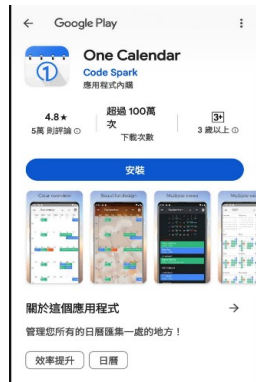 Google Play
One Calendar
Code Spark
應用程式內購
4.8★
5萬 則評論
超過 100萬
次
下載次數
3+
3 歲以上
安裝
Clear overview
Beautiful design
Multiple views
關於這個應用程式
管理您所有的日曆匯集一處的地方！
效率提升
日曆